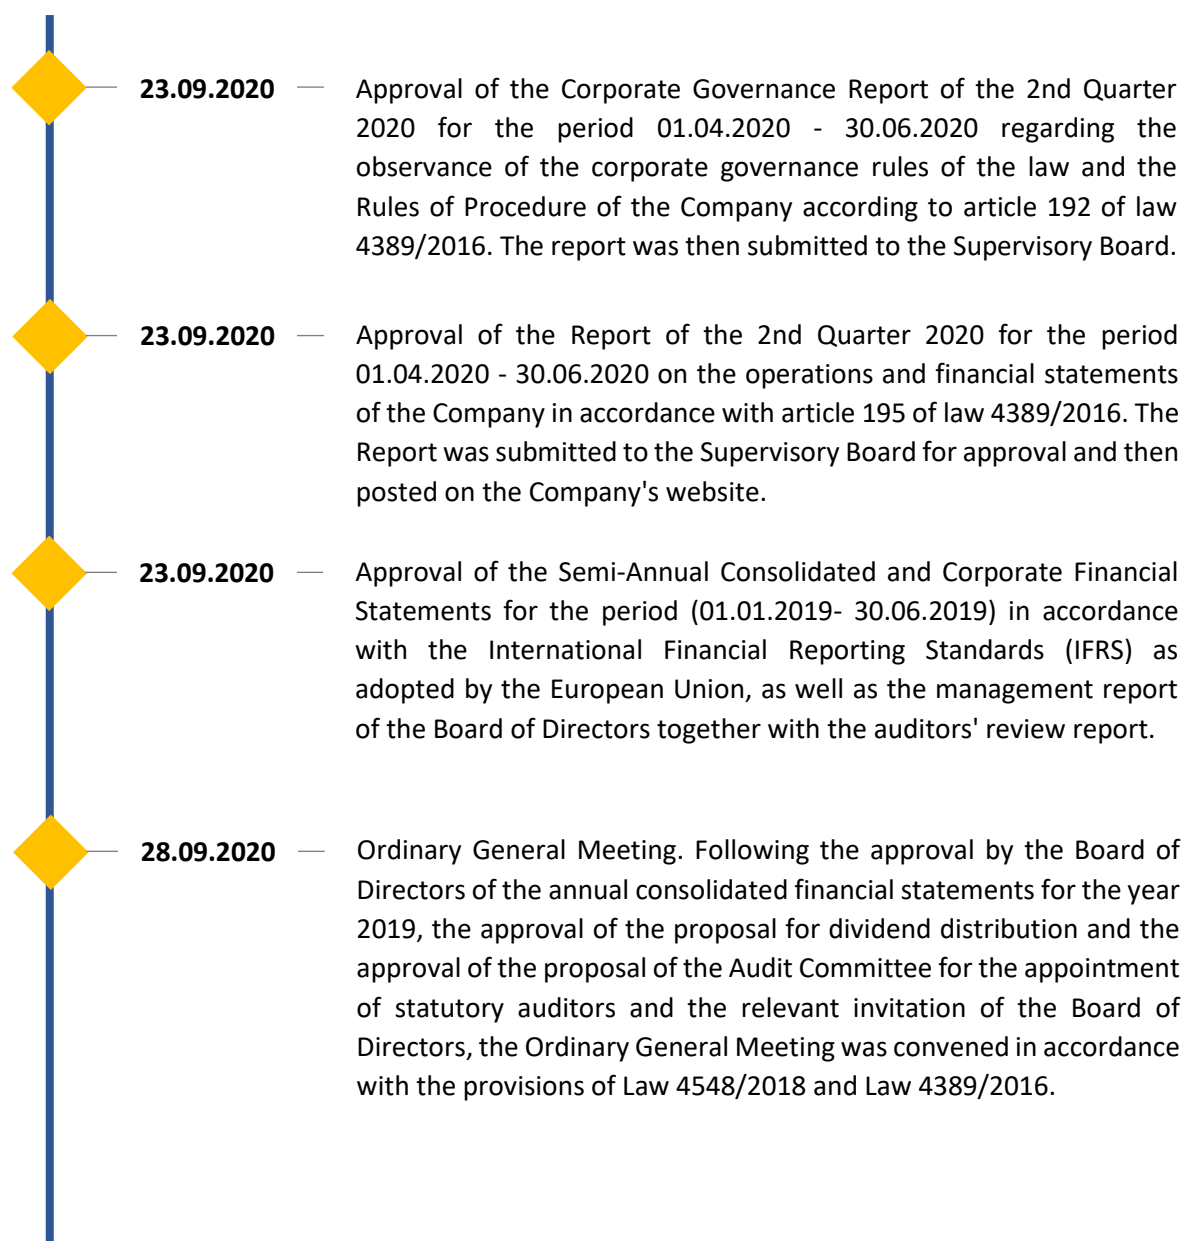 23.09.2020
Approval of the Corporate Governance Report of the 2nd Quarter
2020 for the period 01.04.2020 - 30.06.2020 regarding the
observance of the corporate governance rules of the law and the
Rules of Procedure of the Company according to article 192 of law
4389/2016. The report was then submitted to the Supervisory Board.
23.09.2020
Approval of the Report of the 2nd Quarter 2020 for the period
01.04.2020 - 30.06.2020 on the operations and financial statements
of the Company in accordance with article 195 of law 4389/2016. The
Report was submitted to the Supervisory Board for approval and then
posted on the Company's website.
23.09.2020
Approval of the Semi-Annual Consolidated and Corporate Financial
Statements for the period (01.01.2019- 30.06.2019) in accordance
with the International Financial Reporting Standards (IFRS) as
adopted by the European Union, as well as the management report
of the Board of Directors together with the auditors' review report.
28.09.2020
Ordinary General Meeting. Following the approval by the Board of
Directors of the annual consolidated financial statements for the year
2019, the approval of the proposal for dividend distribution and the
approval of the proposal of the Audit Committee for the appointment
of statutory auditors and the relevant invitation of the Board of
Directors, the Ordinary General Meeting was convened in accordance
with the provisions of Law 4548/2018 and Law 4389/2016.